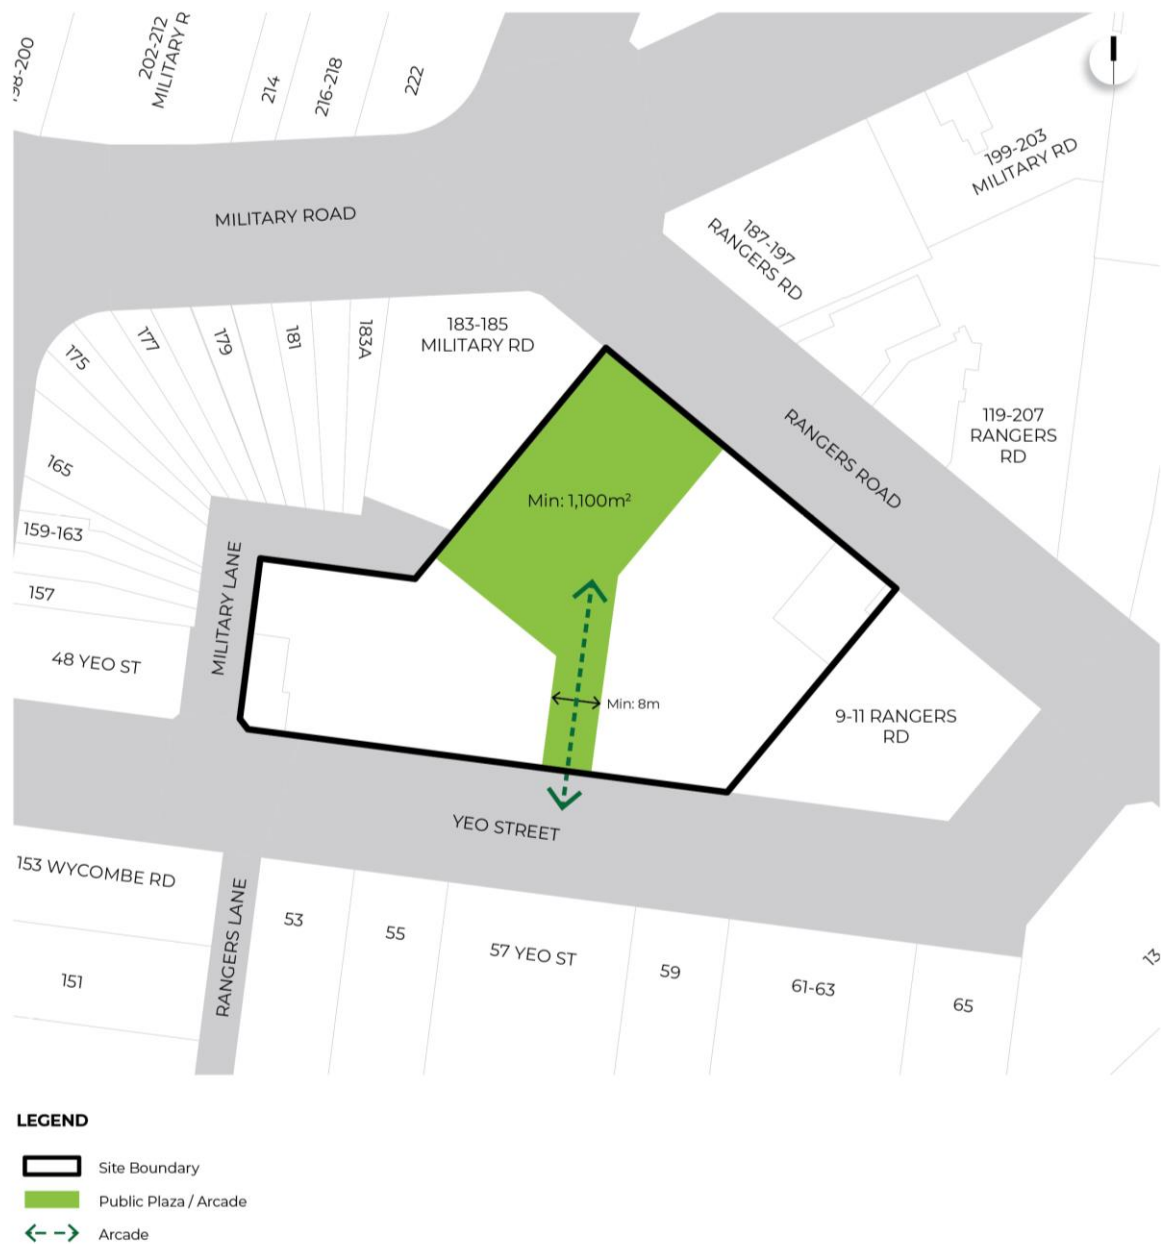 202-212
MILITARY R
214
216-218
222
199-203
MILITARY RD
MILITARY ROAD
187-197
RANGERS RD
175
177
179
181
183A
183-185
MILITARY RD
RANGERS ROAD
119-207
RANGERS
RD
165
159-163
157
48 YEO ST
MILITARY LANE
Min: 1,100m²
Min: 8m
9-11 RANGERS
RD
YEO STREET
153 WYCOMBE RD
151
RANGERS LANE
53
55
57 YEO ST
59
61-63
65
13
LEGEND
Site Boundary
Public Plaza / Arcade
Arcade